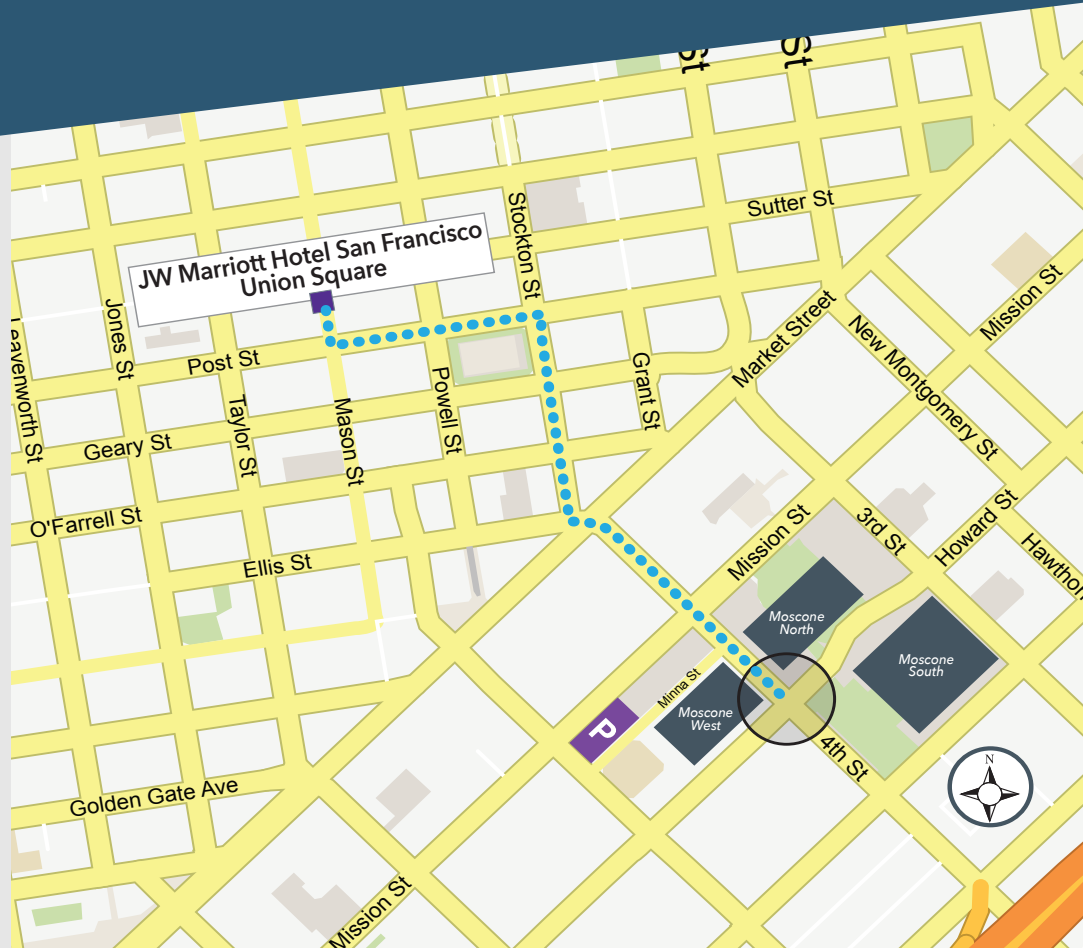 St
St
Sutter St
Stockton St
JW Marriott Hotel San Francisco
Union Square
Mission St
Jones St
Market Street
New Montgomery St
Leavenworth St
Post St
Grant St
Powell St
Taylor St
Mason St
Geary St
O'Farrell St
Mission St
3rd St
Howard St
Ellis St
Moscone
North
Moscone
South
Minna St
Moscone
West
P
4th St
N
Golden Gate Ave
Mission St